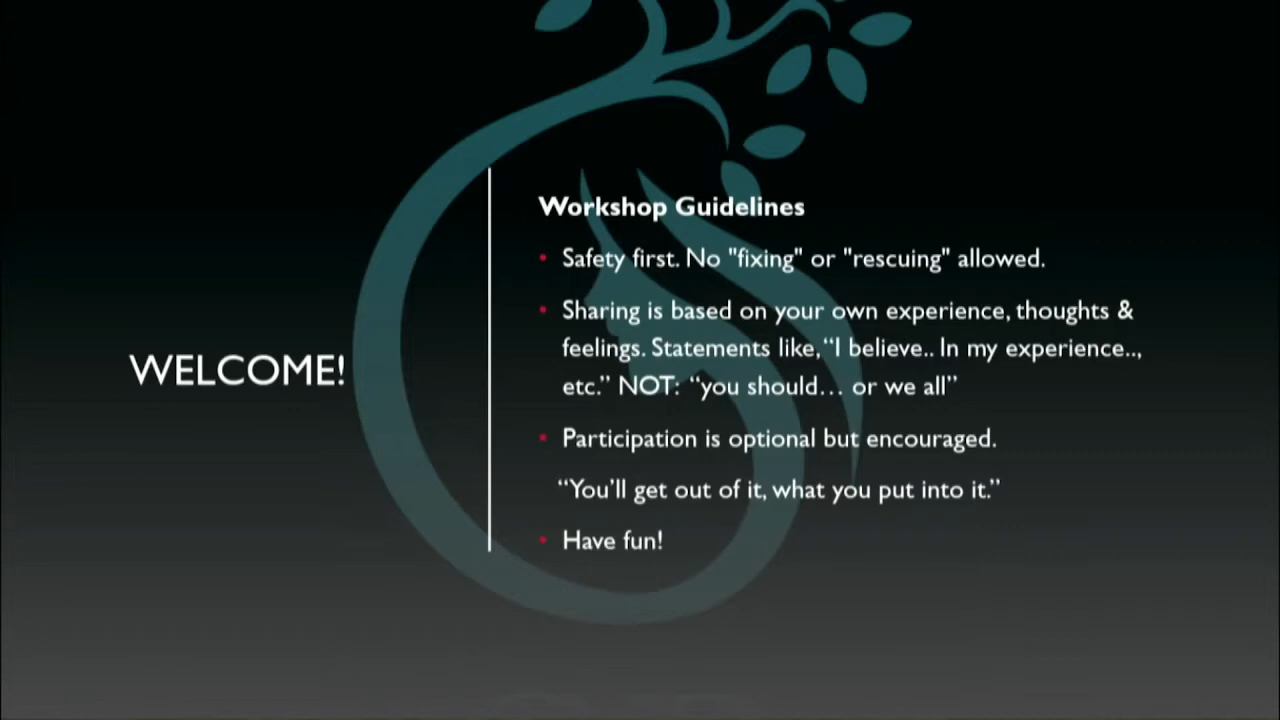 WELCOME!
Workshop Guidelines
• Safety first. No "fixing" or "rescuing" allowed.
• Sharing is based on your own experience, thoughts &
feelings. Statements like, “I believe.. In my experience..,
etc.” NOT: “you should… or we all”
• Participation is optional but encouraged.
“You’ll get out of it, what you put into it.”
• Have fun!